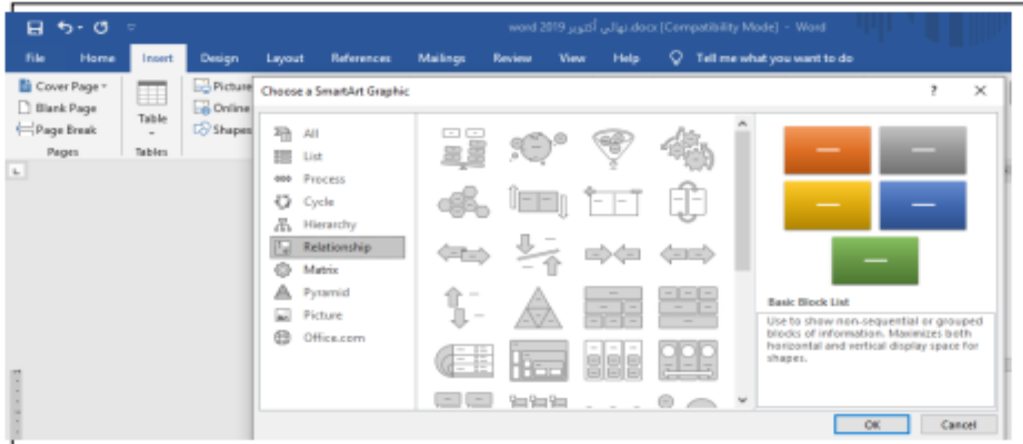 word 2019 نهائي أكتوبر.docx [Compatibility Mode] - Word
File Home Insert Design Layout References Mailings Review View Help Tell me what you want to do
Cover Page
Blank Page
Page Break
Pages
Table
Tables
Picture
Online
Shapes
Choose a SmartArt Graphic
All
List
Process
Cycle
Hierarchy
Relationship
Matrix
Pyramid
Picture
Office.com
Basic Block List
Use to show non-sequential or grouped
blocks of information. Maximizes both
horizontal and vertical display space for
shapes.
OK Cancel